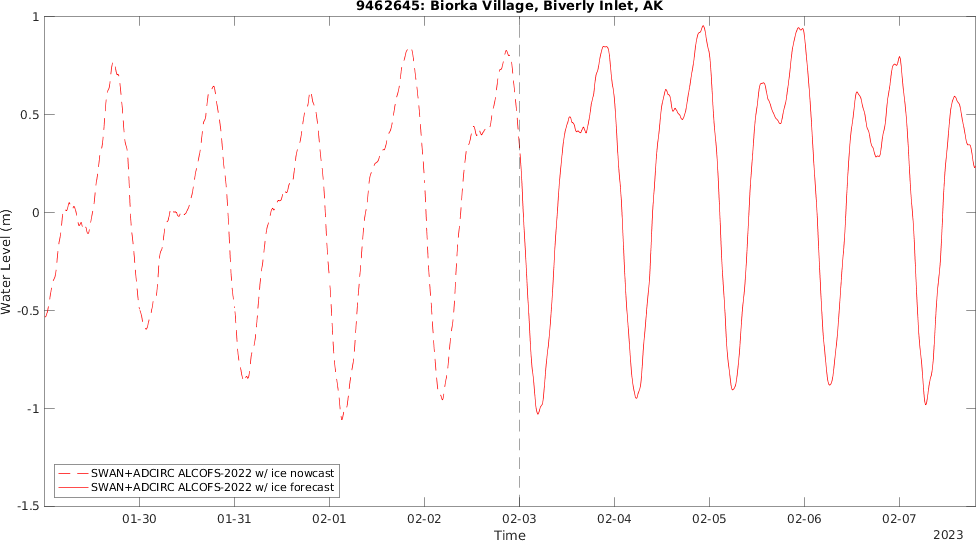 9462645: Biorka Village, Biverly Inlet, AK
Water Level (m)
1
0.5
0
-0.5
-1
-1.5
SWAN+ADCIRC ALCOFS-2022 w/ ice nowcast
SWAN+ADCIRC ALCOFS-2022 w/ ice forecast
01-30 01-31 02-01 02-02 02-03 02-04 02-05 02-06 02-07
Time
2023